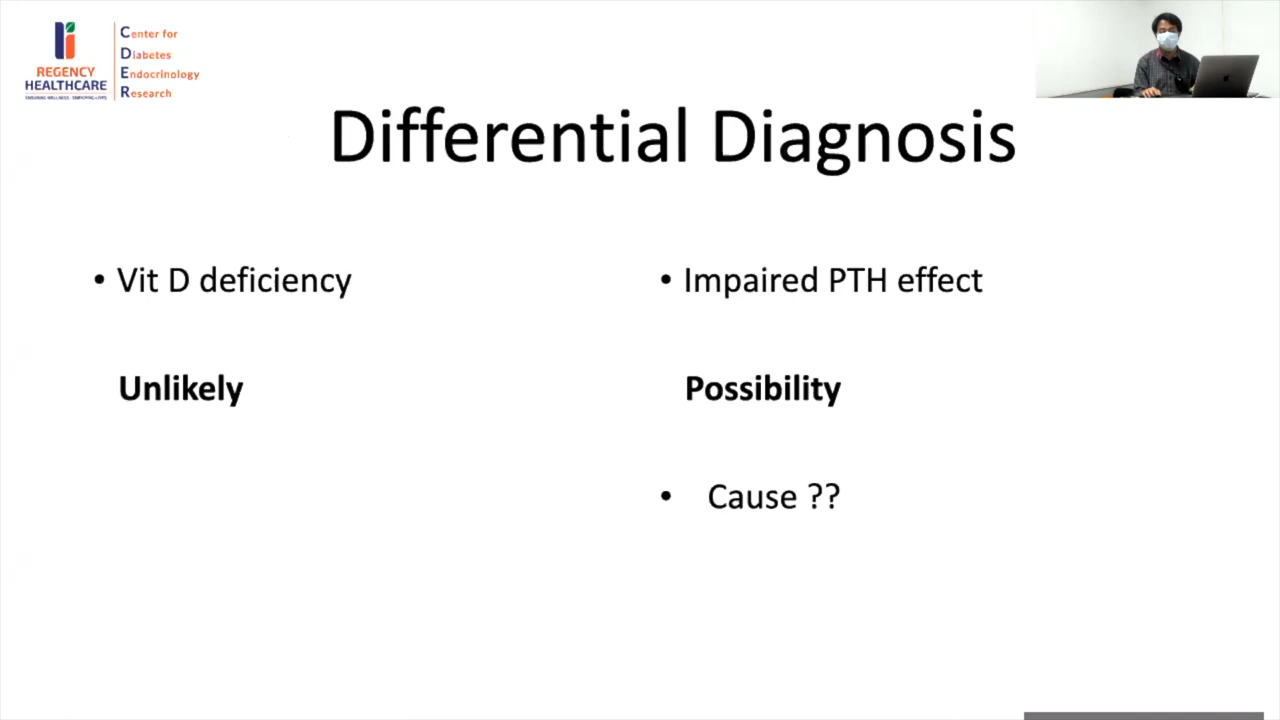 REGENCY
HEALTHCARE
Center for
Diabetes
Endocrinology
Research
Differential Diagnosis
• Vit D deficiency
Unlikely
• Impaired PTH effect
Possibility
• Cause ??